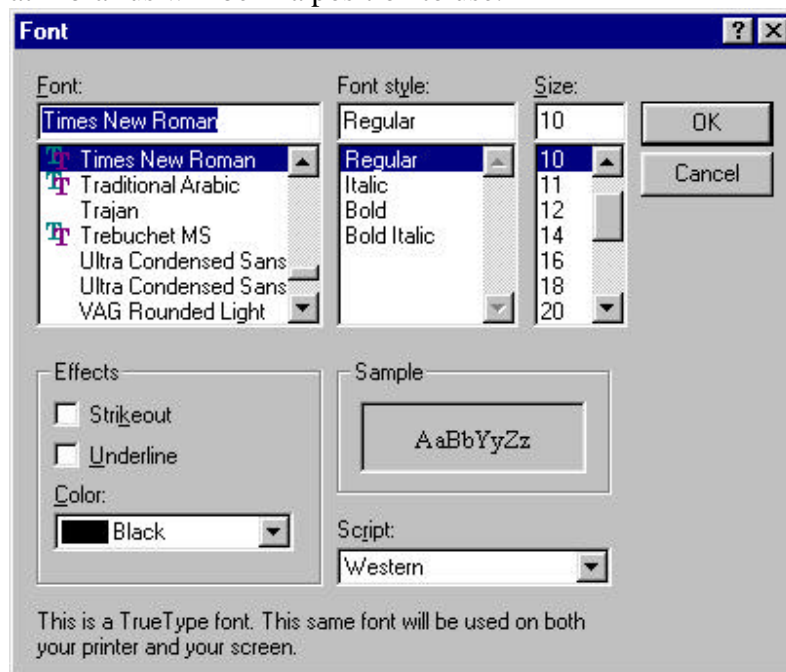 Font
Font:
Font style:
Size:
Times New Roman
Regular
10
OK
Times New Roman
Traditional Arabic
Trajan
Trebuchet MS
Ultra Condensed Sans
Ultra Condensed Sans
VAG Rounded Light
Regular
Italic
Bold
Bold Italic
10
11
12
14
16
18
20
Cancel
Effects
Strikeout
Underline
Color:
Black
Sample
AaBbYyZz
Script:
Western
This is a TrueType font. This same font will be used on both
your printer and your screen.